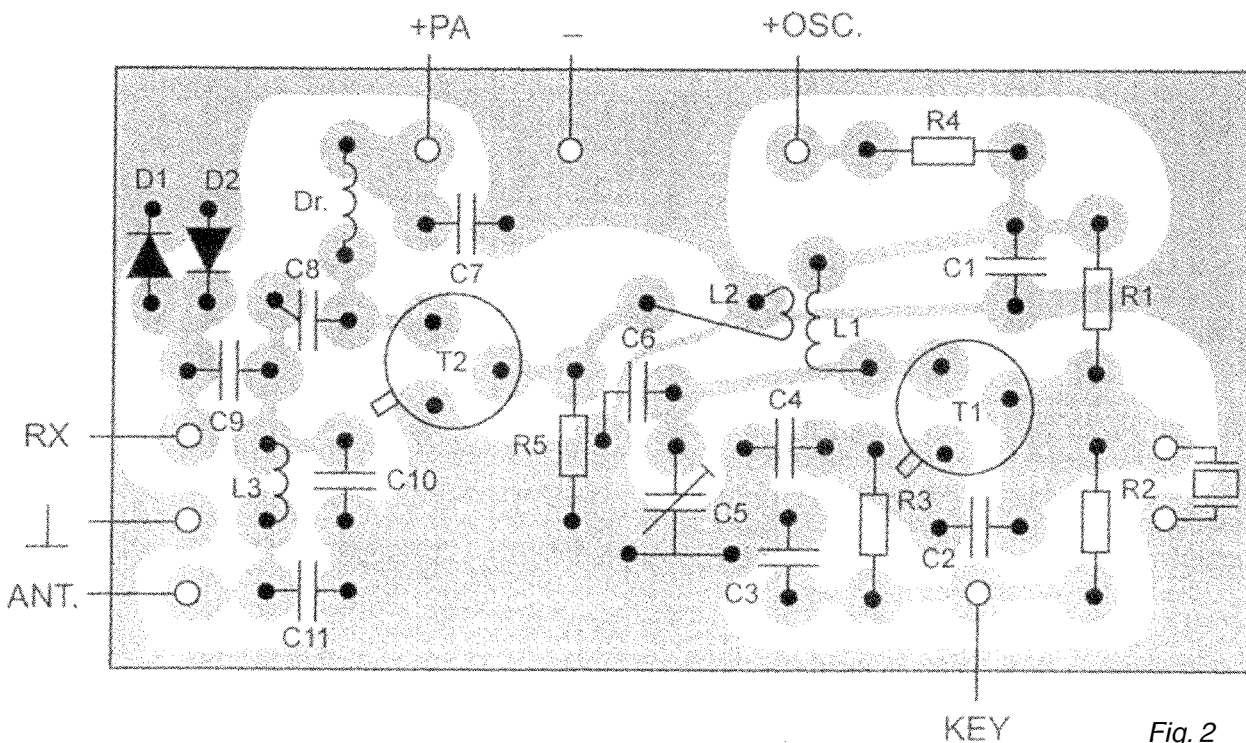 +PA – +OSC.
R4
D1 D2
Dr.
C8 C7 C1 R1
L2 L1
C6
T2
C9 C4 T1
RX R5
L3 C10 C5 R3 R2
C2
C3
ANT.
C11
KEY
Fig. 2